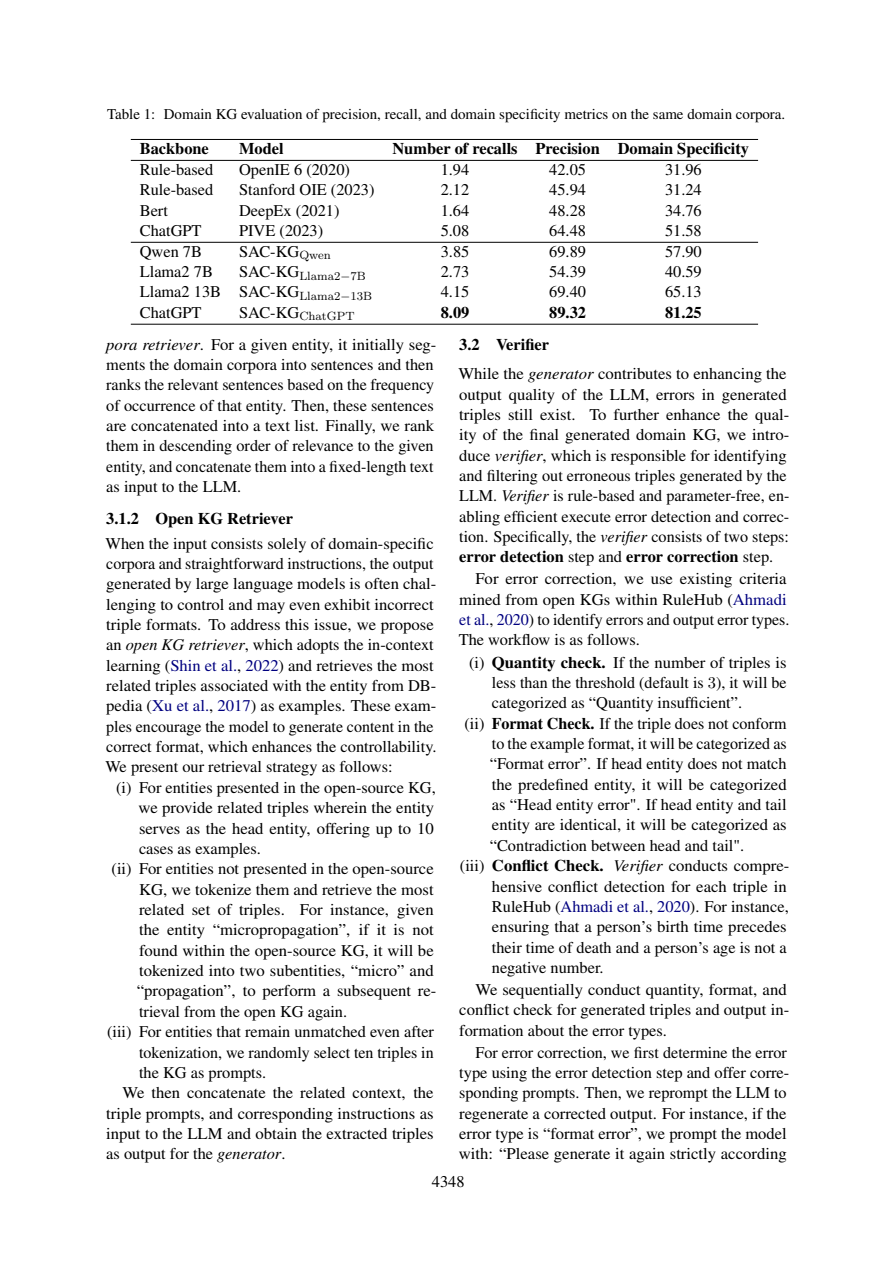 Table 1: Domain KG evaluation of precision, recall, and domain specificity metrics on the same domain corpora.
Backbone Model Number of recalls Precision Domain Specificity
Rule-based OpenIE 6 (2020) 1.94 42.05 31.96
Rule-based Stanford OIE (2023) 2.12 45.94 31.24
Bert DeepEx (2021) 1.64 48.28 34.76
ChatGPT PIVE (2023) 5.08 64.48 51.58
Qwen 7B SAC-KGQwen 3.85 69.89 57.90
Llama2 7B SAC-KGLlama2−7B 2.73 54.39 40.59
Llama2 13B SAC-KGLlama2−13B 4.15 69.40 65.13
ChatGPT SAC-KGChatGPT 8.09 89.32 81.25
pora retriever. For a given entity, it initially seg-
ments the domain corpora into sentences and then
ranks the relevant sentences based on the frequency
of occurrence of that entity. Then, these sentences
are concatenated into a text list. Finally, we rank
them in descending order of relevance to the given
entity, and concatenate them into a fixed-length text
as input to the LLM.
3.1.2 Open KG Retriever
When the input consists solely of domain-specific
corpora and straightforward instructions, the output
generated by large language models is often chal-
lenging to control and may even exhibit incorrect
triple formats. To address this issue, we propose
an open KG retriever, which adopts the in-context
learning (Shin et al., 2022) and retrieves the most
related triples associated with the entity from DB-
pedia (Xu et al., 2017) as examples. These exam-
ples encourage the model to generate content in the
correct format, which enhances the controllability.
We present our retrieval strategy as follows:
(i) For entities presented in the open-source KG,
we provide related triples wherein the entity
serves as the head entity, offering up to 10
cases as examples.
(ii) For entities not presented in the open-source
KG, we tokenize them and retrieve the most
related set of triples. For instance, given
the entity “micropropagation”, if it is not
found within the open-source KG, it will be
tokenized into two subentities, “micro” and
“propagation”, to perform a subsequent re-
trieval from the open KG again.
(iii) For entities that remain unmatched even after
tokenization, we randomly select ten triples in
the KG as prompts.
We then concatenate the related context, the
triple prompts, and corresponding instructions as
input to the LLM and obtain the extracted triples
as output for the generator.
3.2 Verifier
While the generator contributes to enhancing the
output quality of the LLM, errors in generated
triples still exist. To further enhance the qual-
ity of the final generated domain KG, we intro-
duce verifier, which is responsible for identifying
and filtering out erroneous triples generated by the
LLM. Verifier is rule-based and parameter-free, en-
abling efficient execute error detection and correc-
tion. Specifically, the verifier consists of two steps:
error detection step and error correction step.
For error correction, we use existing criteria
mined from open KGs within RuleHub (Ahmadi
et al., 2020) to identify errors and output error types.
The workflow is as follows.
(i) Quantity check. If the number of triples is
less than the threshold (default is 3), it will be
categorized as “Quantity insufficient”.
(ii) Format Check. If the triple does not conform
to the example format, it will be categorized as
“Format error”. If head entity does not match
the predefined entity, it will be categorized
as “Head entity error". If head entity and tail
entity are identical, it will be categorized as
“Contradiction between head and tail".
(iii) Conflict Check. Verifier conducts compre-
hensive conflict detection for each triple in
RuleHub (Ahmadi et al., 2020). For instance,
ensuring that a person’s birth time precedes
their time of death and a person’s age is not a
negative number.
We sequentially conduct quantity, format, and
conflict check for generated triples and output in-
formation about the error types.
For error correction, we first determine the error
type using the error detection step and offer corre-
sponding prompts. Then, we reprompt the LLM to
regenerate a corrected output. For instance, if the
error type is “format error”, we prompt the model
with: “Please generate it again strictly according
4348